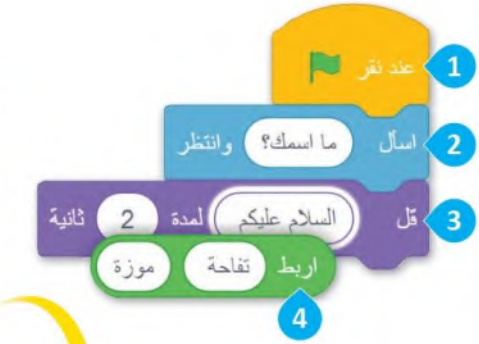 1 عند نقر
2 اسأل ما اسمك؟ وانتظر
3 قل السلام عليكم لمدة 2 ثانية
اربط تفاحة موزة
4